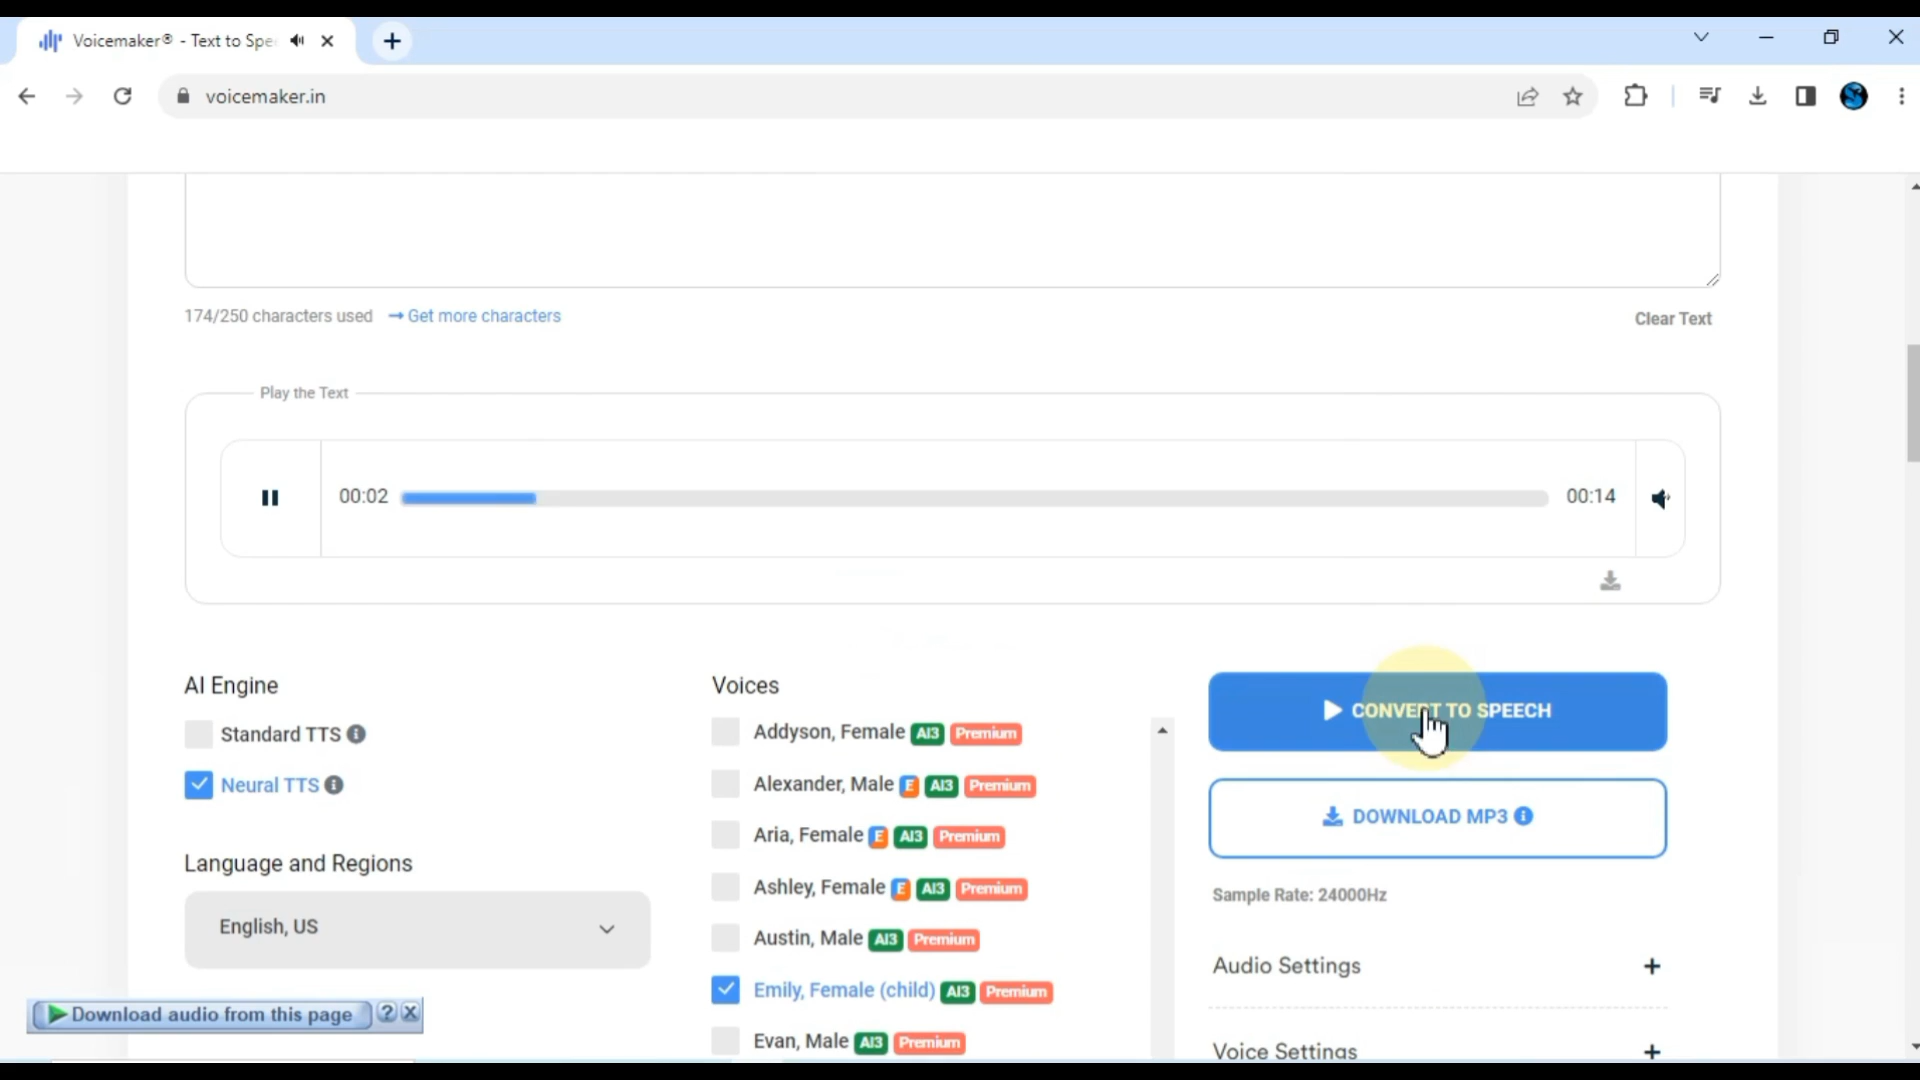 Voicemaker® - Text to Spe
voicemaker.in
174/250 characters used → Get more characters
Clear Text
Play the Text
00:02
00:14
AI Engine
Standard TTS
Neural TTS
Language and Regions
English, US
Voices
Addyson, Female AI3 Premium
Alexander, Male E AI3 Premium
Aria, Female E AI3 Premium
Ashley, Female E AI3 Premium
Austin, Male AI3 Premium
Emily, Female (child) AI3 Premium
Evan, Male AI3 Premium
CONVERT TO SPEECH
DOWNLOAD MP3
Sample Rate: 24000Hz
Audio Settings +
Voice Settings +
Download audio from this page ? X